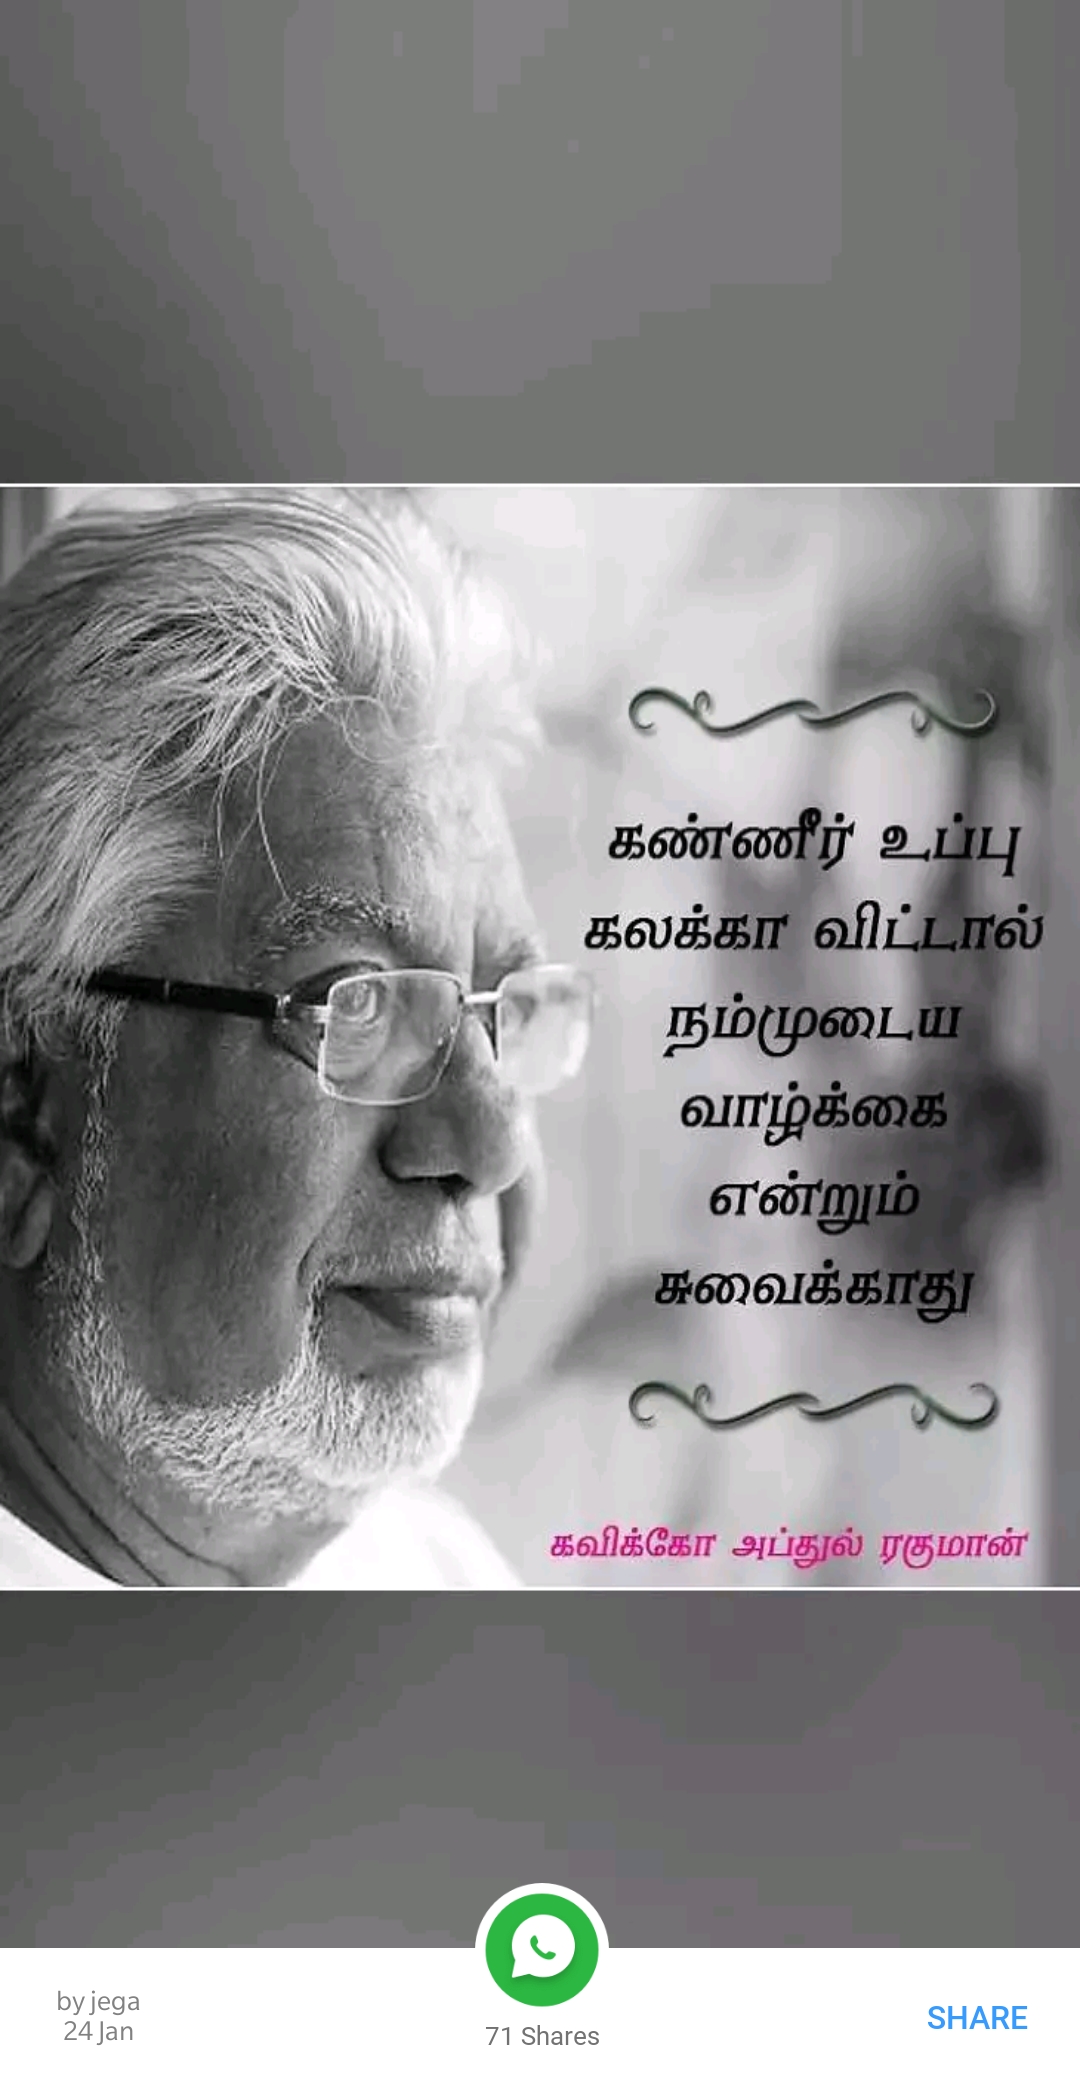 கண்ணீர் உப்பு
கலக்கா விட்டால்
நம்முடைய
வாழ்க்கை
என்றும்
சுவைக்காது
கவிக்கோ அப்துல் ரகுமான்
by jega
24 Jan
71 Shares
SHARE